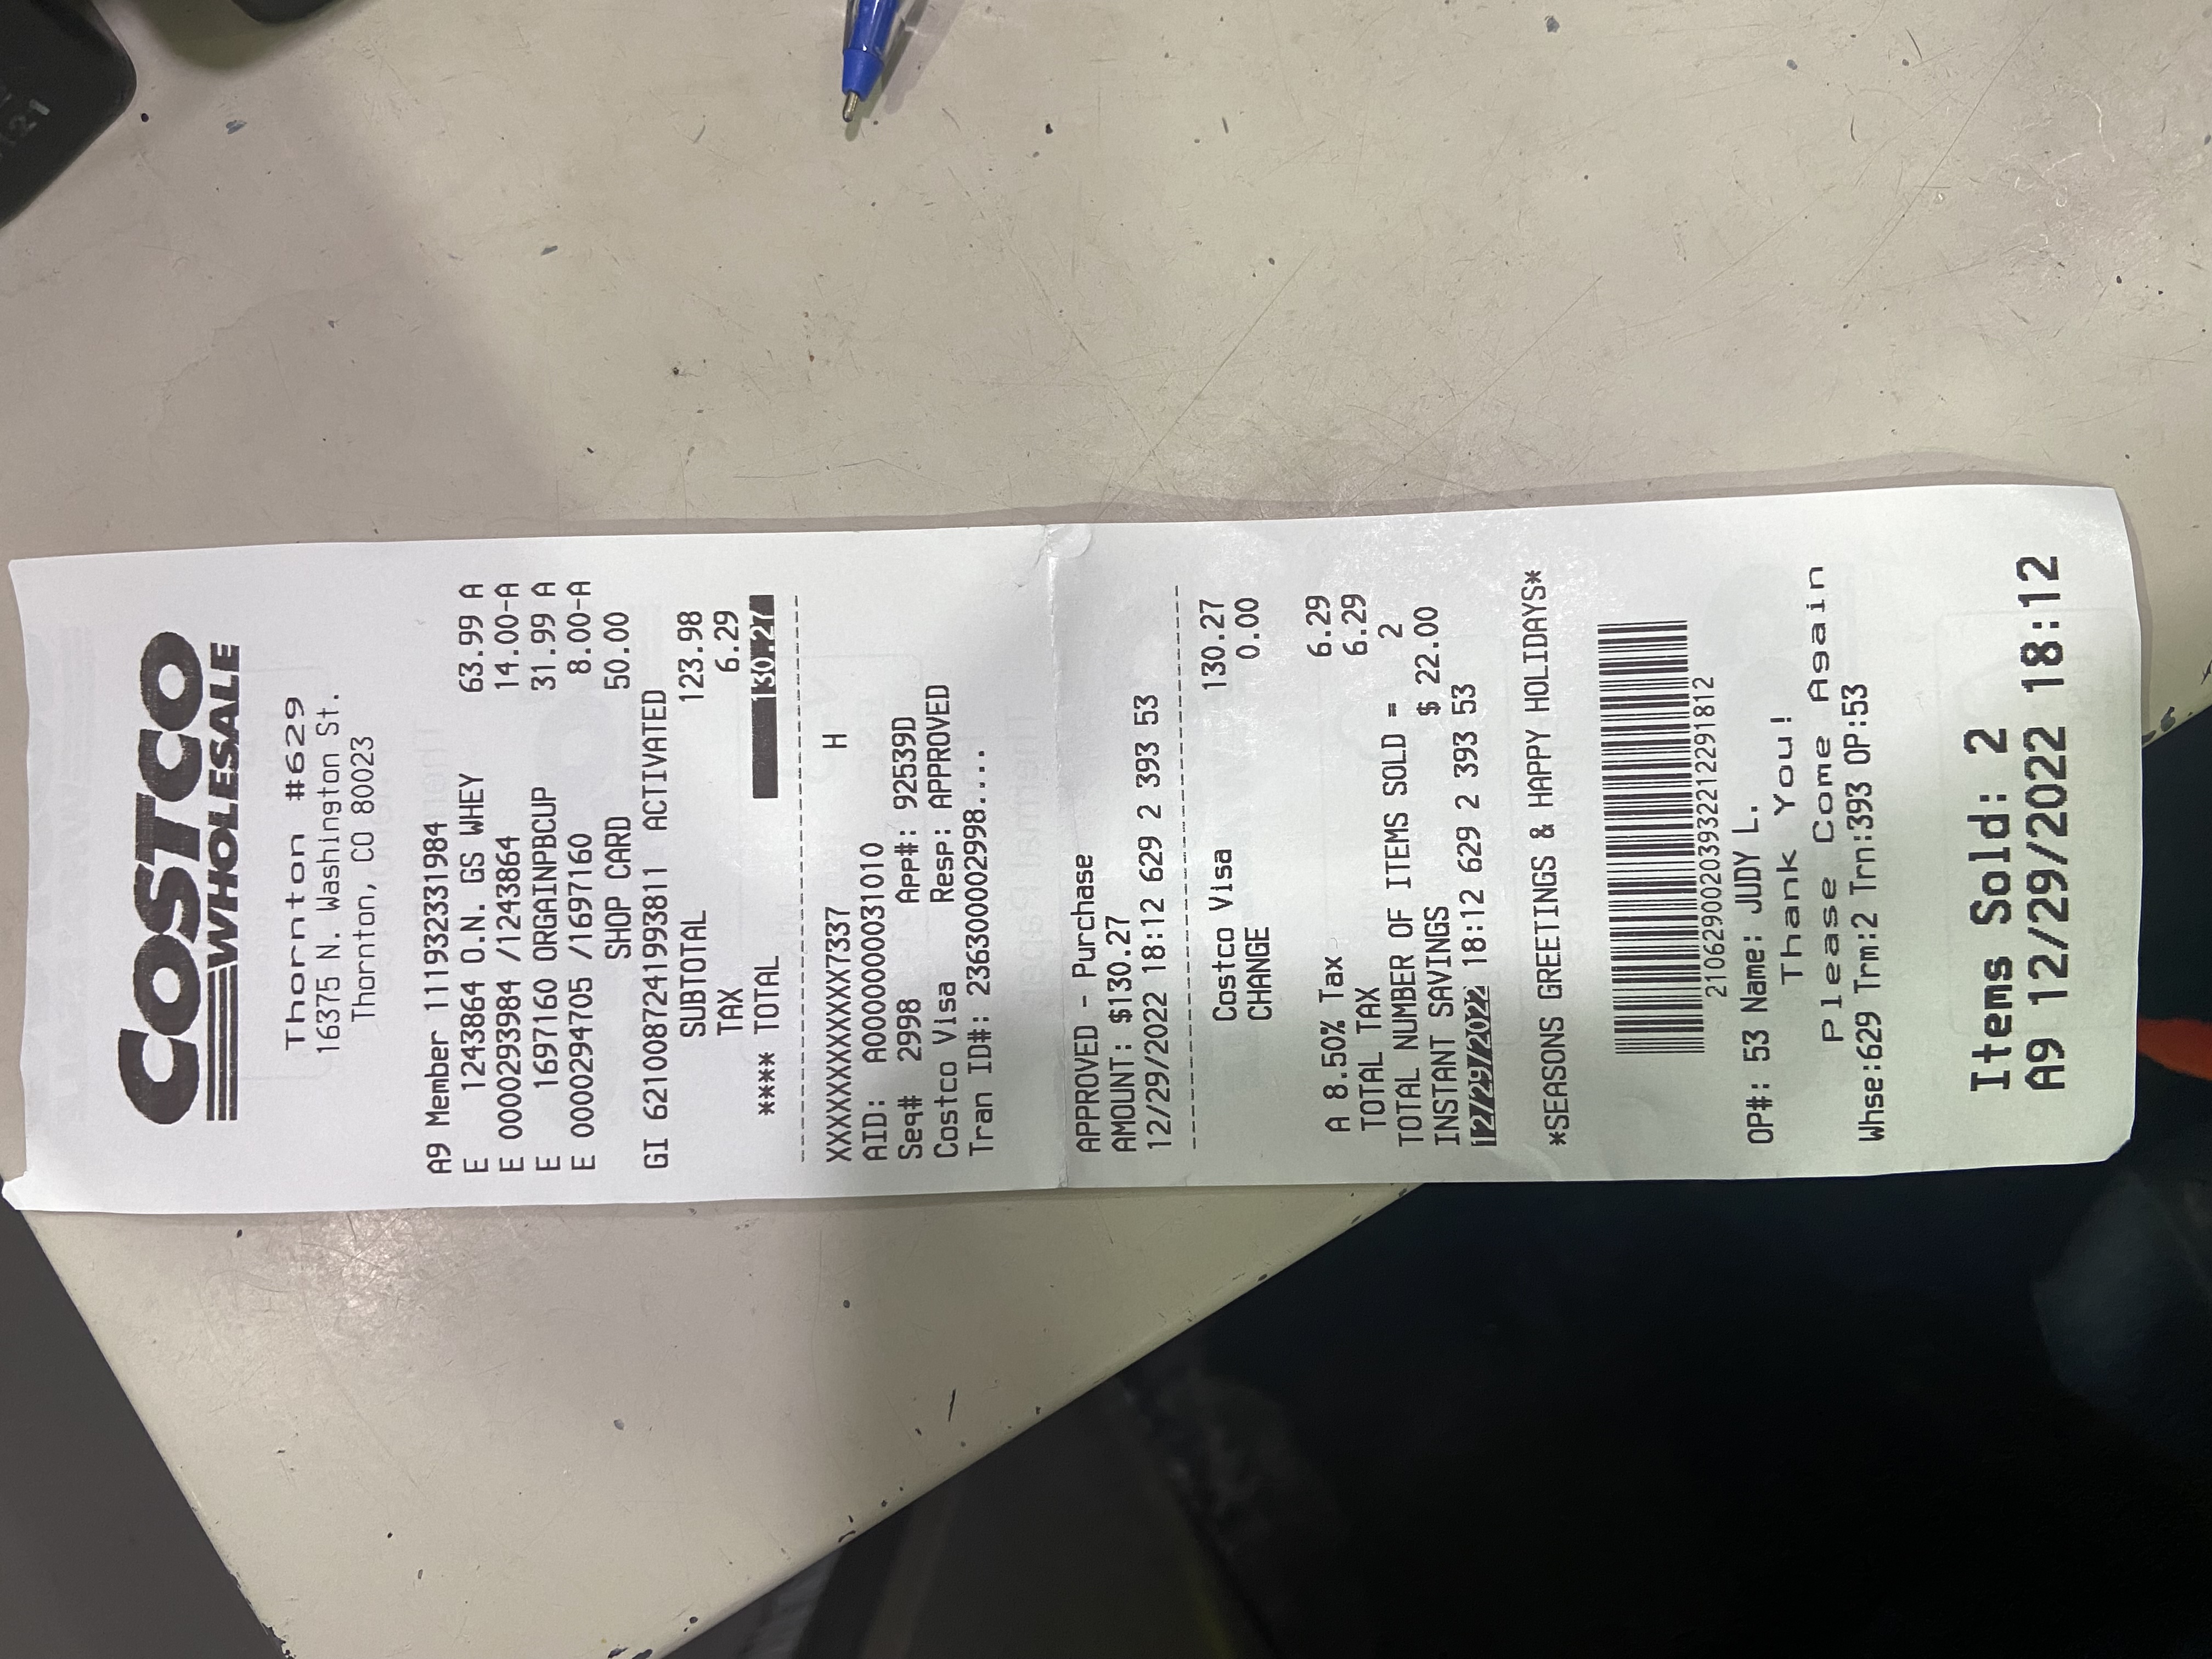 COSTCO
WHOLESALE
Thornton #629
16375 N. Washington St.
Thornton, CO 80023
A9 Member 111932331984
E 1243864 O.N. GS WHEY 63.99 A
E 0000293984 /1243864 14.00-A
E 1697160 ORGAINPBCUP 31.99 A
E 0000294705 /1697160 8.00-A
SHOP CARD 50.00
GI 6210087241993811 ACTIVATED
SUBTOTAL 123.98
TAX 6.29
**** TOTAL 130.27
XXXXXXXXXXXX7337 H
AID: A0000000031010
Seq# 2998 App#: 92539D
Costco Visa Resp: APPROVED
Tran ID#: 236300002998....
APPROVED - Purchase
AMOUNT: $130.27
12/29/2022 18:12 629 2 393 53
Costco Visa 130.27
CHANGE 0.00
A 8.50% Tax 6.29
TOTAL TAX 6.29
TOTAL NUMBER OF ITEMS SOLD = 2
INSTANT SAVINGS $ 22.00
12/29/2022 18:12 629 2 393 53
*SEASONS GREETINGS & HAPPY HOLIDAYS*
21062900203932212291812
OP#: 53 Name: JUDY L.
Thank You!
Please Come Again
Whse:629 Trm:2 Trn:393 OP:53
Items Sold: 2
A9 12/29/2022 18:12